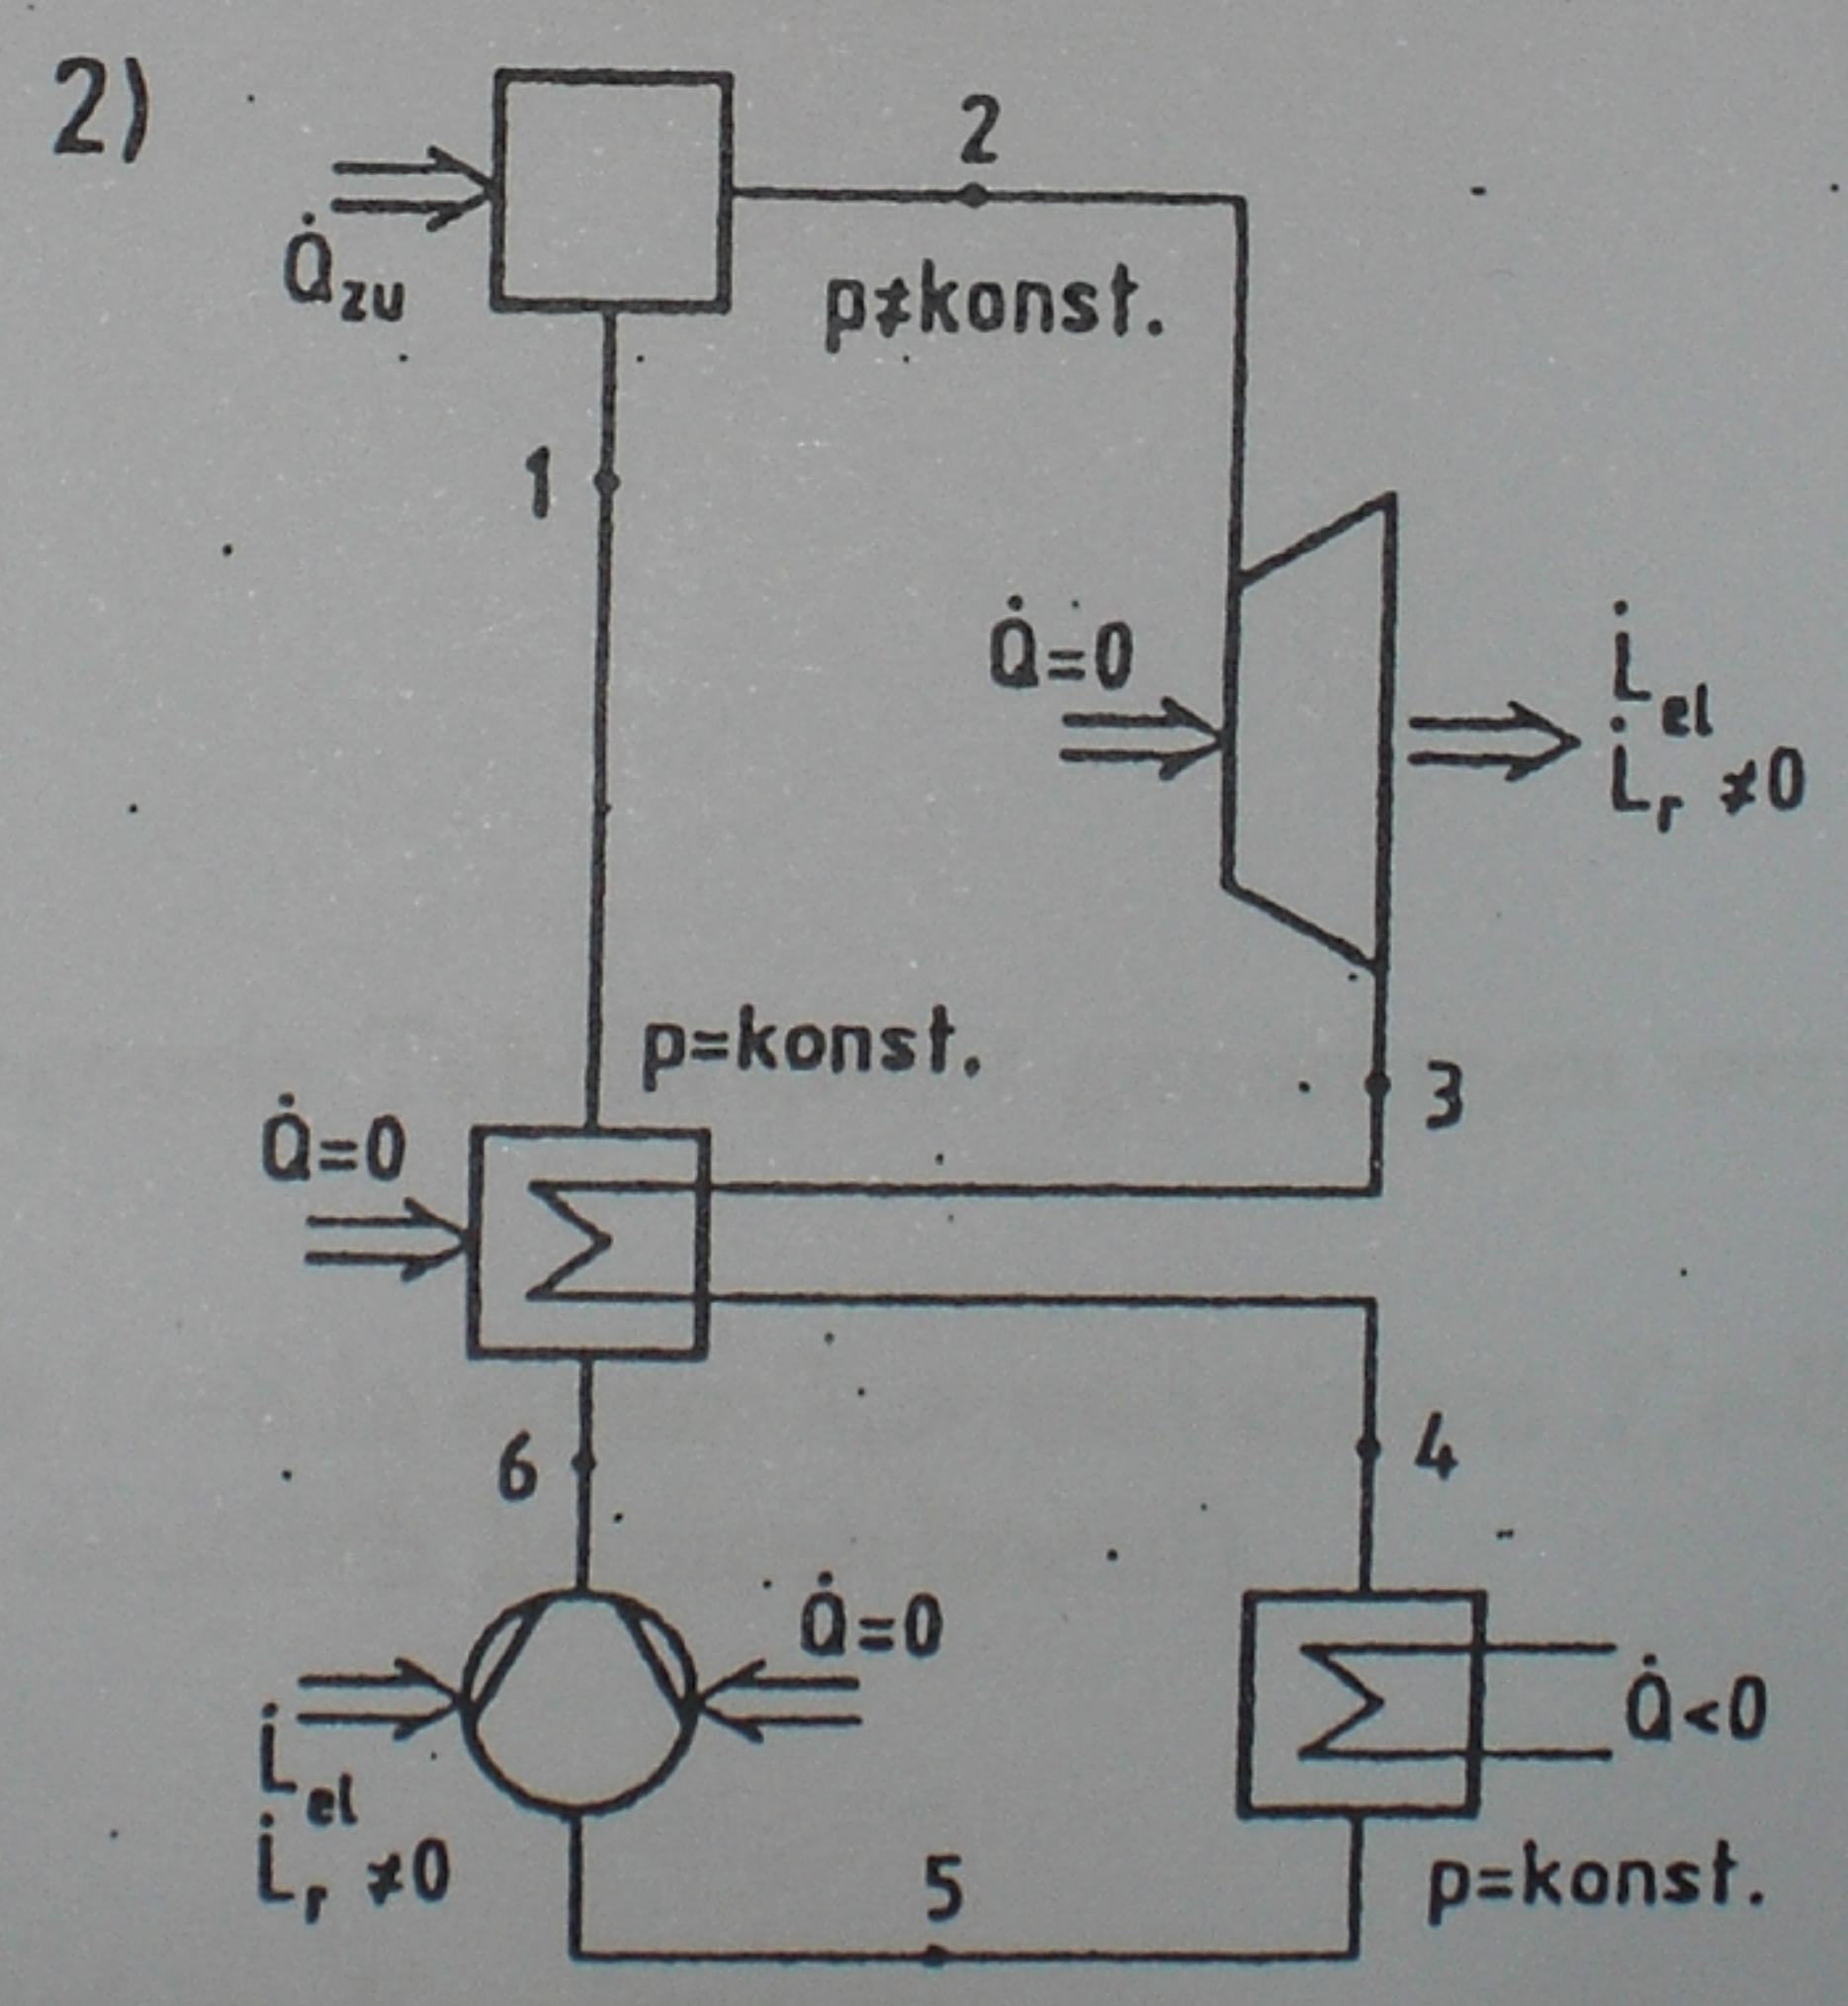 2)
2
Q̇zu
p≠konst.
1
Q̇=0
L̇el
L̇r ≠0
p=konst.
3
Q̇=0
6
4
Q̇=0
Q̇<0
L̇el
L̇r ≠0
5
p=konst.